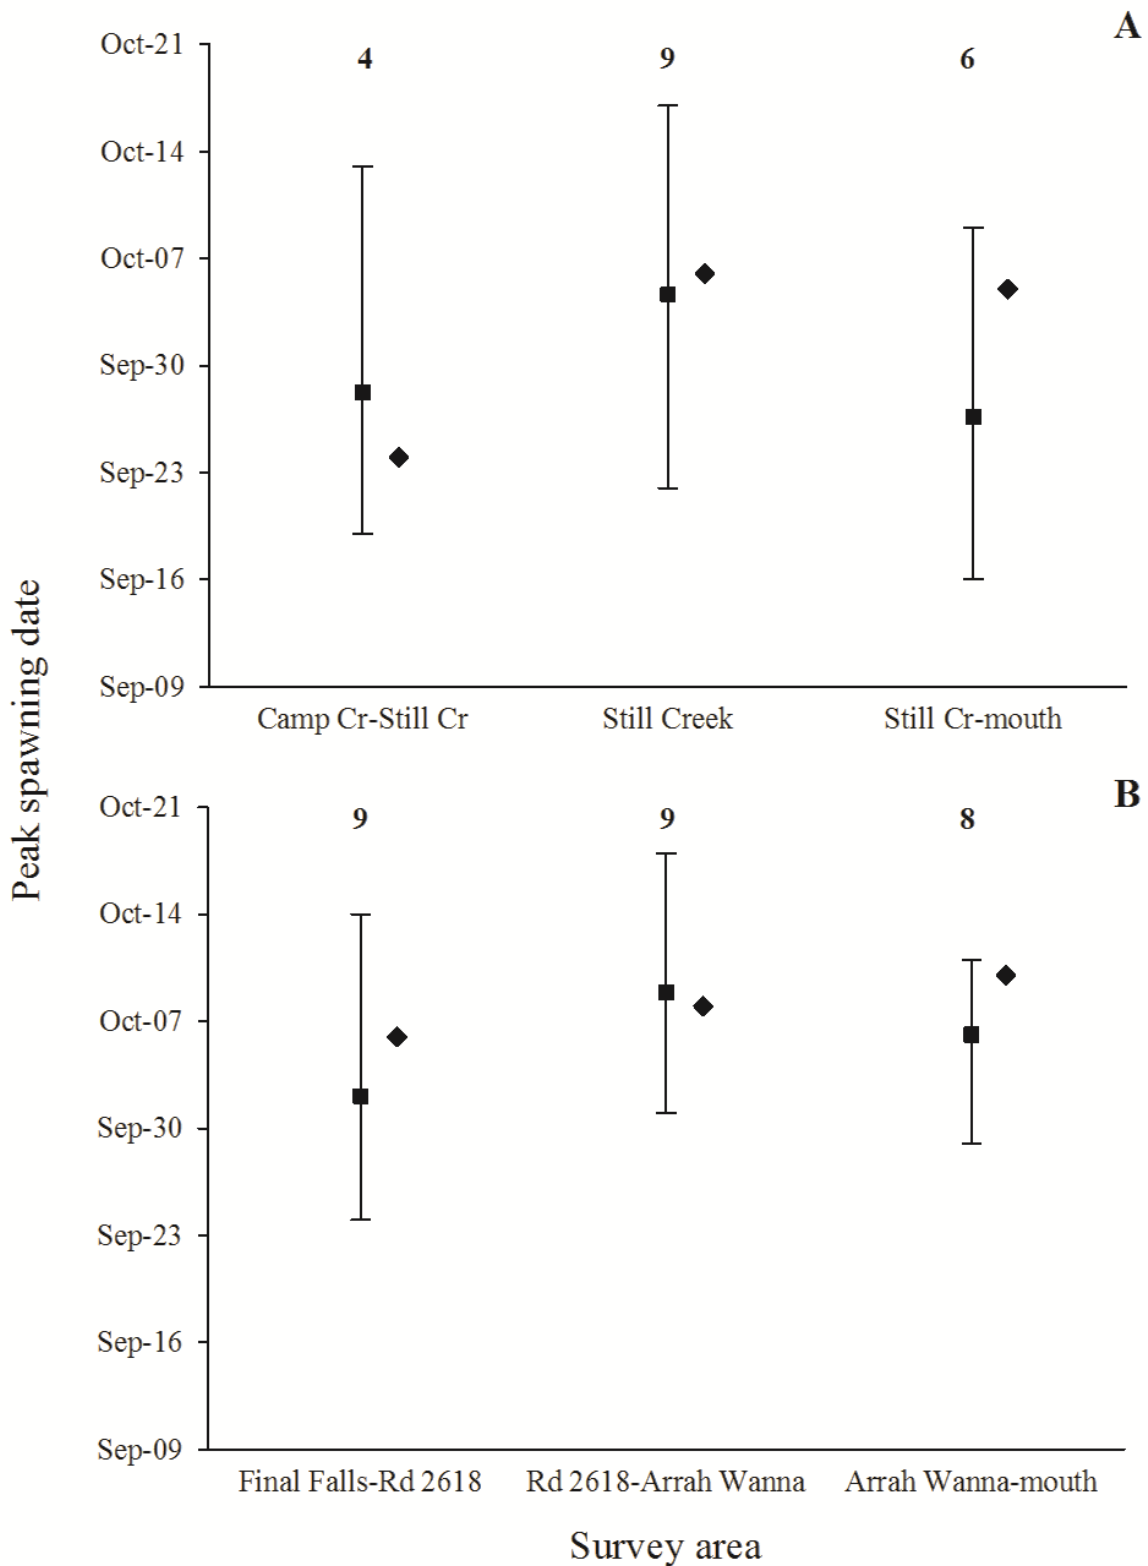 A
Oct-21
4 9 6
Oct-14
Oct-07
Sep-30
Sep-23
Sep-16
Sep-09
Camp Cr-Still Cr Still Creek Still Cr-mouth
Peak spawning date
B
Oct-21
9 9 8
Oct-14
Oct-07
Sep-30
Sep-23
Sep-16
Sep-09
Final Falls-Rd 2618 Rd 2618-Arrah Wanna Arrah Wanna-mouth
Survey area